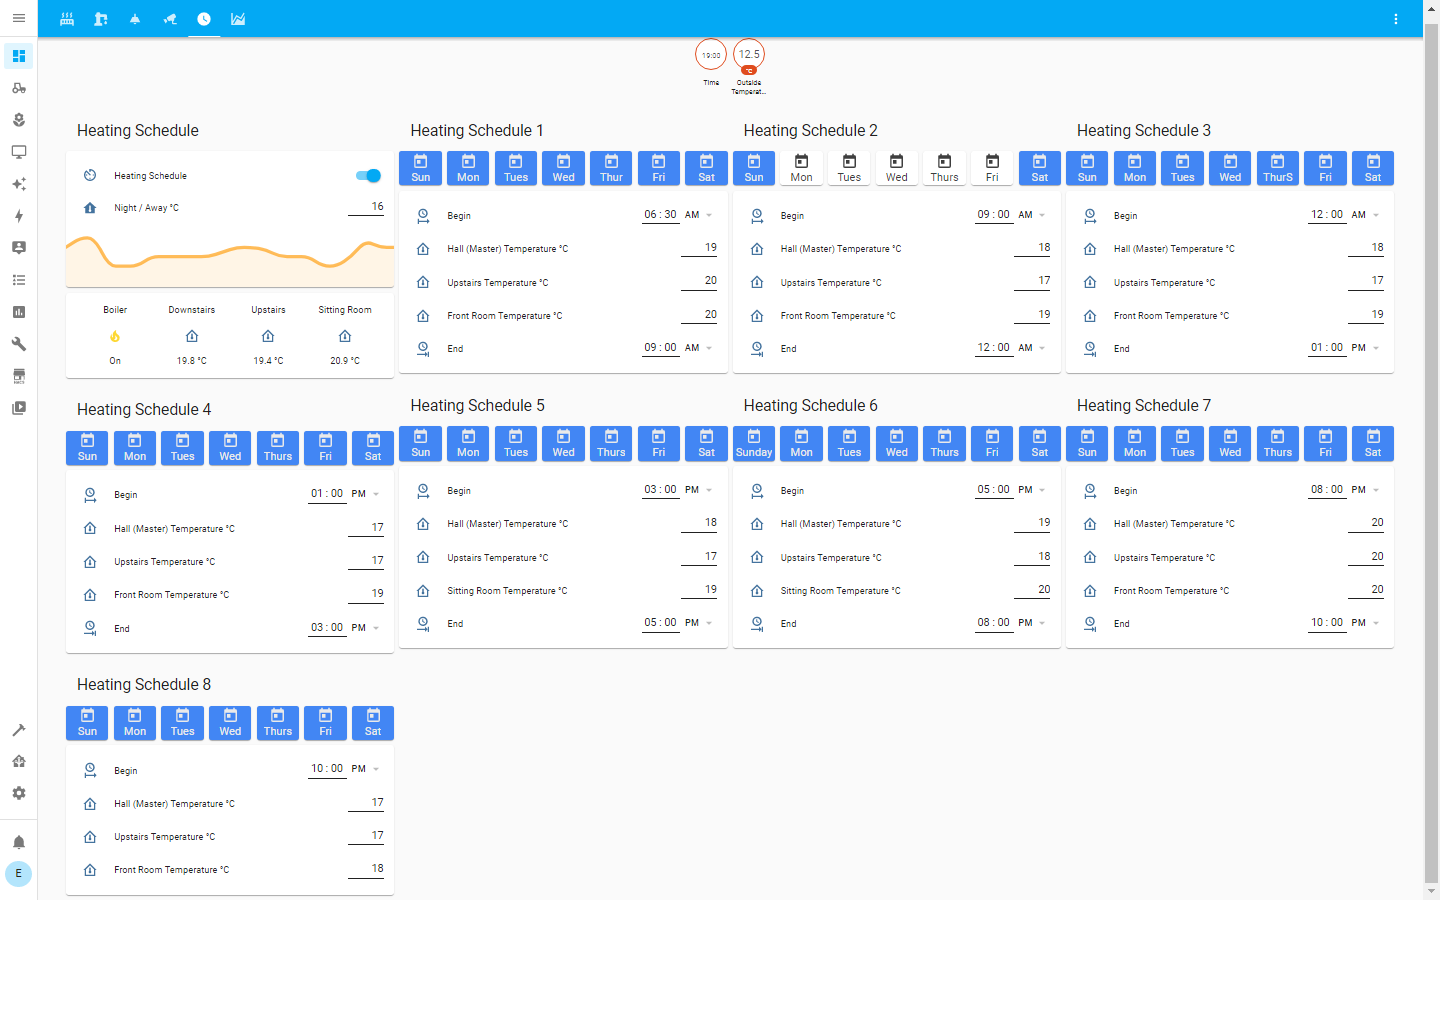 19:00
12.5
°C
Time
Outside
Temperat...
Heating Schedule
Heating Schedule
Night / Away °C
16
Boiler
Downstairs
Upstairs
Sitting Room
On
19.8 °C
19.4 °C
20.9 °C
Heating Schedule 1
Sun
Mon
Tues
Wed
Thur
Fri
Sat
Begin
06 : 30 AM
Hall (Master) Temperature °C
19
Upstairs Temperature °C
20
Front Room Temperature °C
20
End
09 : 00 AM
Heating Schedule 2
Sun
Mon
Tues
Wed
Thurs
Fri
Sat
Begin
09 : 00 AM
Hall (Master) Temperature °C
18
Upstairs Temperature °C
17
Front Room Temperature °C
19
End
12 : 00 AM
Heating Schedule 3
Sun
Mon
Tues
Wed
ThurS
Fri
Sat
Begin
12 : 00 AM
Hall (Master) Temperature °C
18
Upstairs Temperature °C
17
Front Room Temperature °C
19
End
01 : 00 PM
Heating Schedule 4
Sun
Mon
Tues
Wed
Thurs
Fri
Sat
Begin
01 : 00 PM
Hall (Master) Temperature °C
17
Upstairs Temperature °C
17
Front Room Temperature °C
19
End
03 : 00 PM
Heating Schedule 5
Sun
Mon
Tues
Wed
Thurs
Fri
Sat
Begin
03 : 00 PM
Hall (Master) Temperature °C
18
Upstairs Temperature °C
17
Sitting Room Temperature °C
19
End
05 : 00 PM
Heating Schedule 6
Sunday
Mon
Tues
Wed
Thurs
Fri
Sat
Begin
05 : 00 PM
Hall (Master) Temperature °C
19
Upstairs Temperature °C
18
Sitting Room Temperature °C
20
End
08 : 00 PM
Heating Schedule 7
Sun
Mon
Tues
Wed
Thurs
Fri
Sat
Begin
08 : 00 PM
Hall (Master) Temperature °C
20
Upstairs Temperature °C
20
Front Room Temperature °C
20
End
10 : 00 PM
Heating Schedule 8
Sun
Mon
Tues
Wed
Thurs
Fri
Sat
Begin
10 : 00 PM
Hall (Master) Temperature °C
17
Upstairs Temperature °C
17
Front Room Temperature °C
18
E